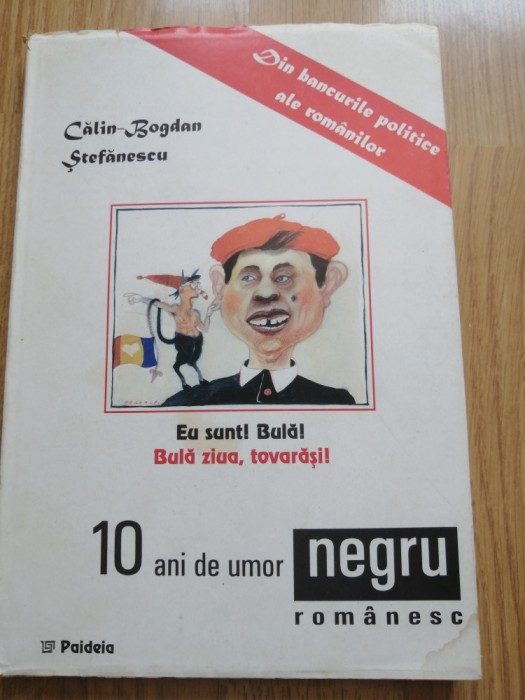 Din bancurile politice
ale românilor
Călin-Bogdan
Ștefănescu
Eu sunt! Bulă!
Bulă ziua, tovarăşi!
10 ani de umor negru
românesc
Paideia